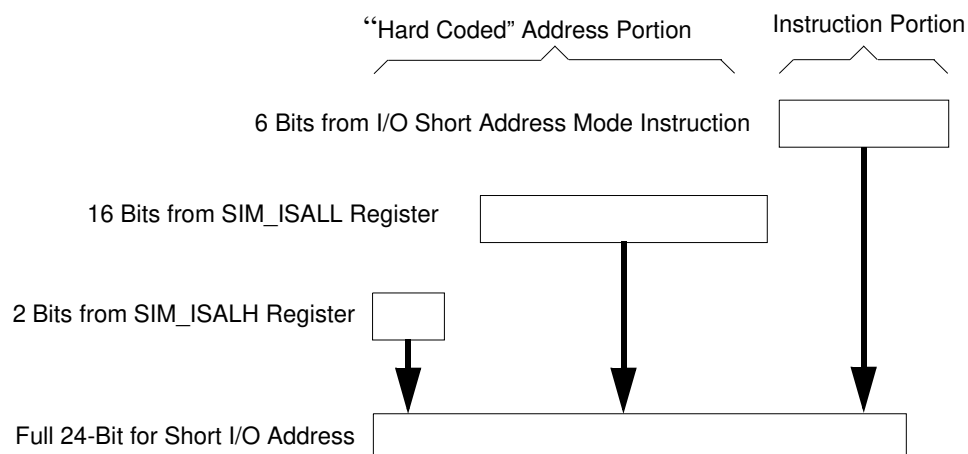 “Hard Coded” Address Portion
Instruction Portion
6 Bits from I/O Short Address Mode Instruction
16 Bits from SIM_ISALL Register
2 Bits from SIM_ISALH Register
Full 24-Bit for Short I/O Address